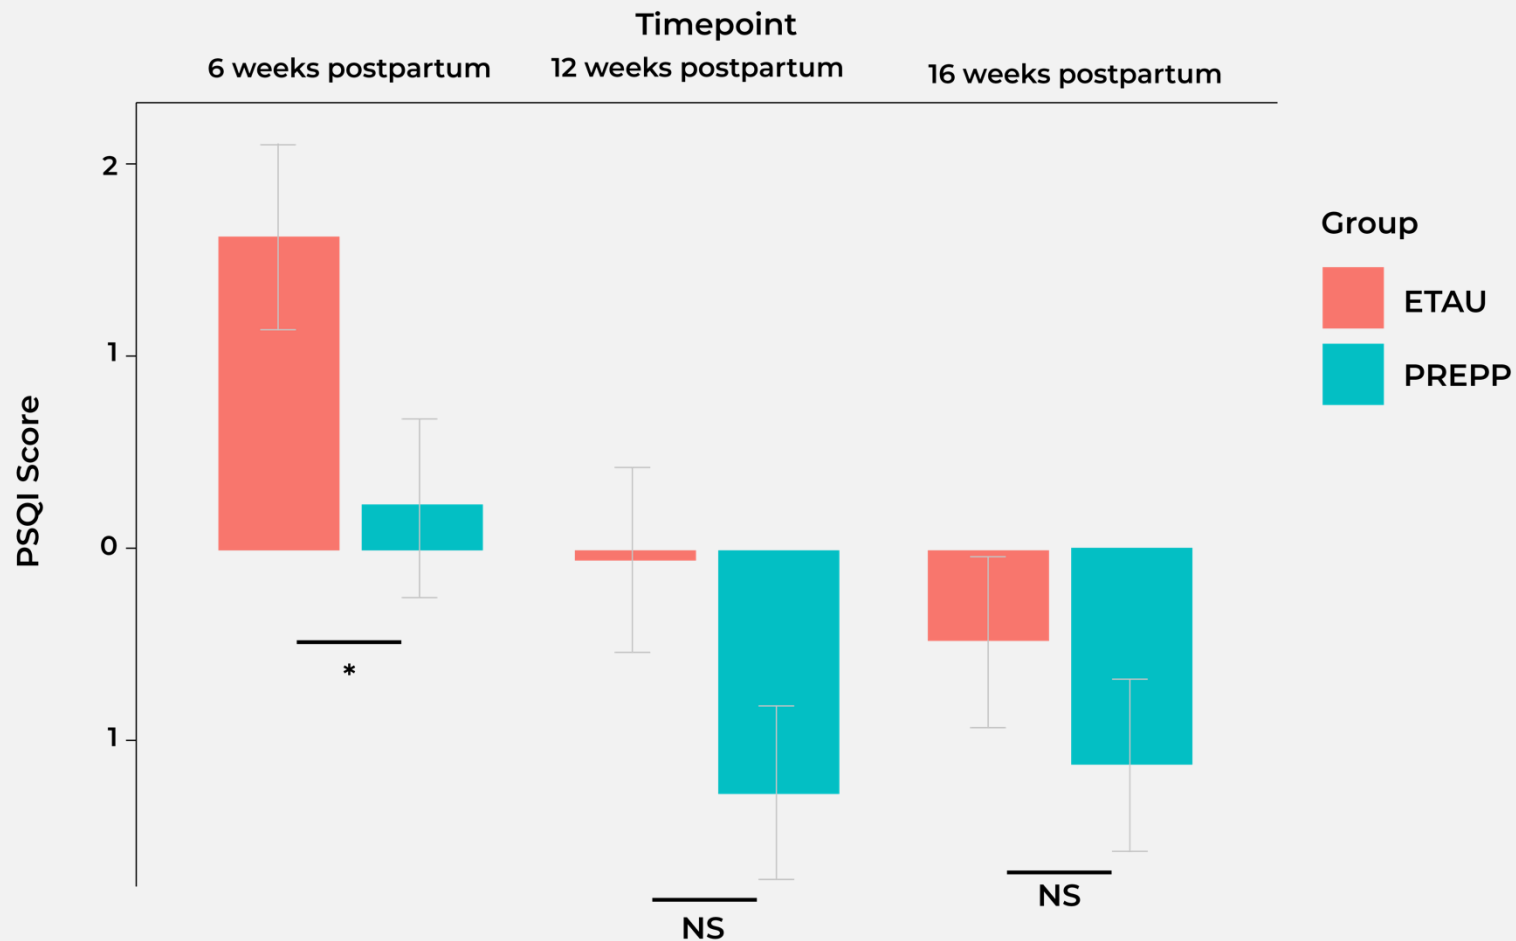 Timepoint
6 weeks postpartum
12 weeks postpartum
16 weeks postpartum
2
1
0
1
PSQI Score
*
NS
NS
Group
ETAU
PREPP